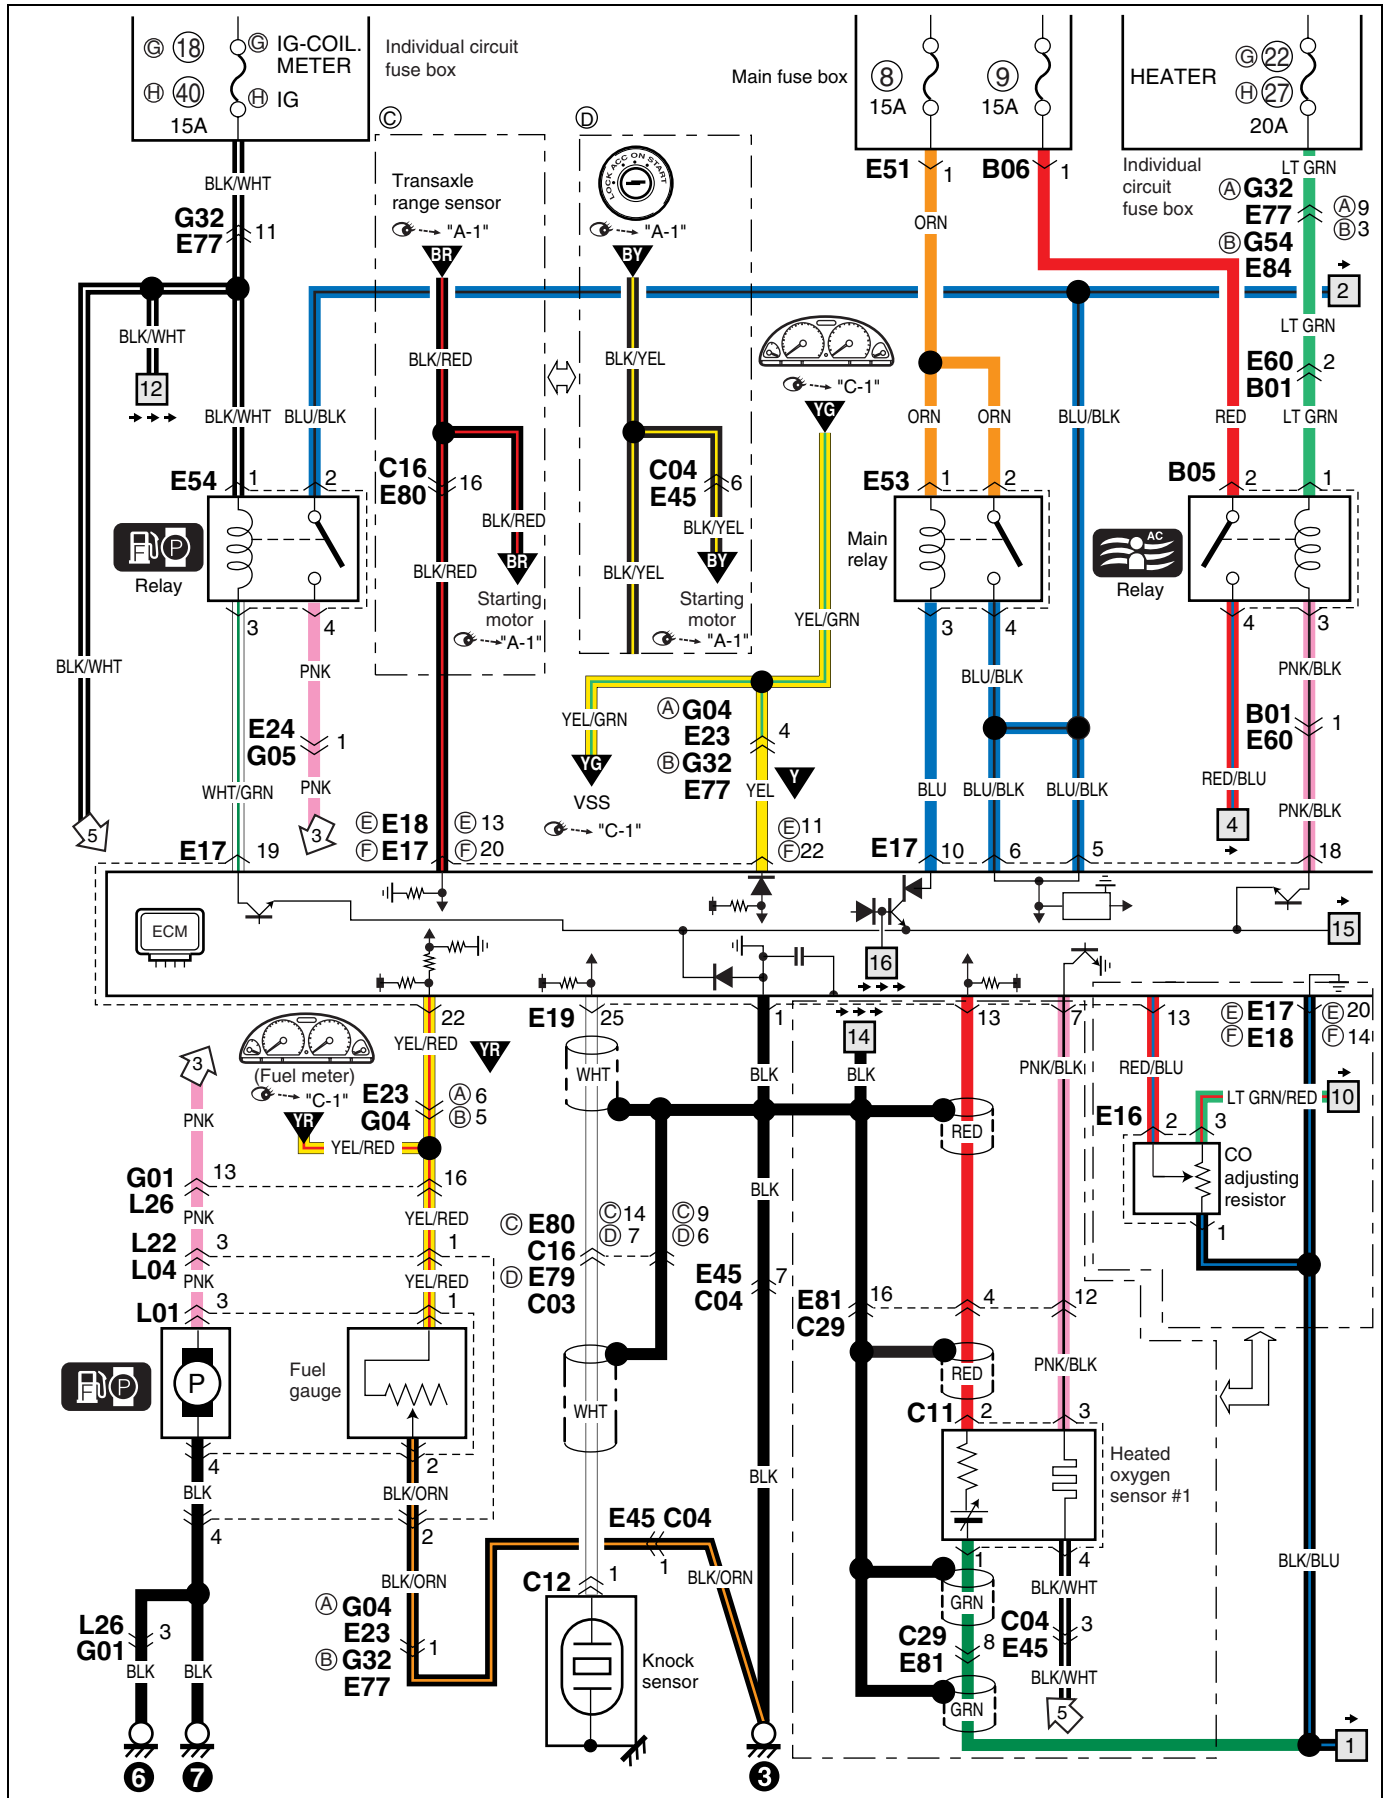 G 18 G IG-COIL.
METER
H 40 H IG
15A
Individual circuit
fuse box
Main fuse box
8
15A
9
15A
HEATER
G 22
H 27
20A
Individual
circuit
fuse box
C
D
Transaxle
range sensor
"A-1"
BR
LOCK ACC ON START
"A-1"
BY
E51 1
B06 1
LT GRN
A G32
E77
A 9
B 3
B G54
E84
BLK/WHT
G32
E77 11
ORN
2
LT GRN
BLK/WHT
12
BLK/RED
BLK/YEL
"C-1"
YG
E60 2
B01
BLK/WHT
BLU/BLK
ORN
ORN
BLU/BLK
RED
LT GRN
C16
E80 16
C04
E45 6
E54 1 2
E53 1 2
B05 2 1
BLK/RED
BLK/YEL
F P
Relay
BLK/RED
BR
BLK/YEL
BY
Main
relay
AC
Relay
Starting
motor
"A-1"
Starting
motor
"A-1"
YEL/GRN
3 4
3 4
4 3
BLK/WHT
PNK
BLU/BLK
PNK/BLK
E24
G05 1
YEL/GRN
A G04
E23 4
B G32
E77
B01
E60 1
YG
VSS
"C-1"
YEL Y
WHT/GRN
PNK
BLU
BLU/BLK
BLU/BLK
RED/BLU
PNK/BLK
5
3
4
E E18 E 13
F E17 F 20
E 11
F 22
E17 19
E17 10 6 5 18
ECM
15
16
22
E19 25 1
14
13 7 13
E E17 E 20
F E18 F 14
YEL/RED YR
(Fuel meter)
"C-1"
YR
3
WHT
BLK
BLK
PNK/BLK
RED/BLU
E23 A 6
G04 B 5
LT GRN/RED 10
PNK
YEL/RED
RED
E16 2 3
CO
adjusting
resistor
1
G01 13 16
L26
PNK
YEL/RED
BLK
C E80 C 14 C 9
C16 D 7 D 6
D E79
C03
L22 3 1
L04
PNK
YEL/RED
E45 7
C04
E81 16 4 12
C29
L01 3 1
F P
P
Fuel
gauge
RED
PNK/BLK
WHT
C11 2 3
Heated
oxygen
sensor #1
4 2
BLK
BLK/ORN
BLK
4 2
E45 C04
1
BLK/ORN
1 4
BLK/WHT
BLK/BLU
BLK/ORN
C12 1
GRN
A G04
E23 1
B G32
E77
L26 3
G01
C29 8
E81
C04 3
E45
BLK
BLK
Knock
sensor
BLK/WHT
GRN
5
1
6
7
3